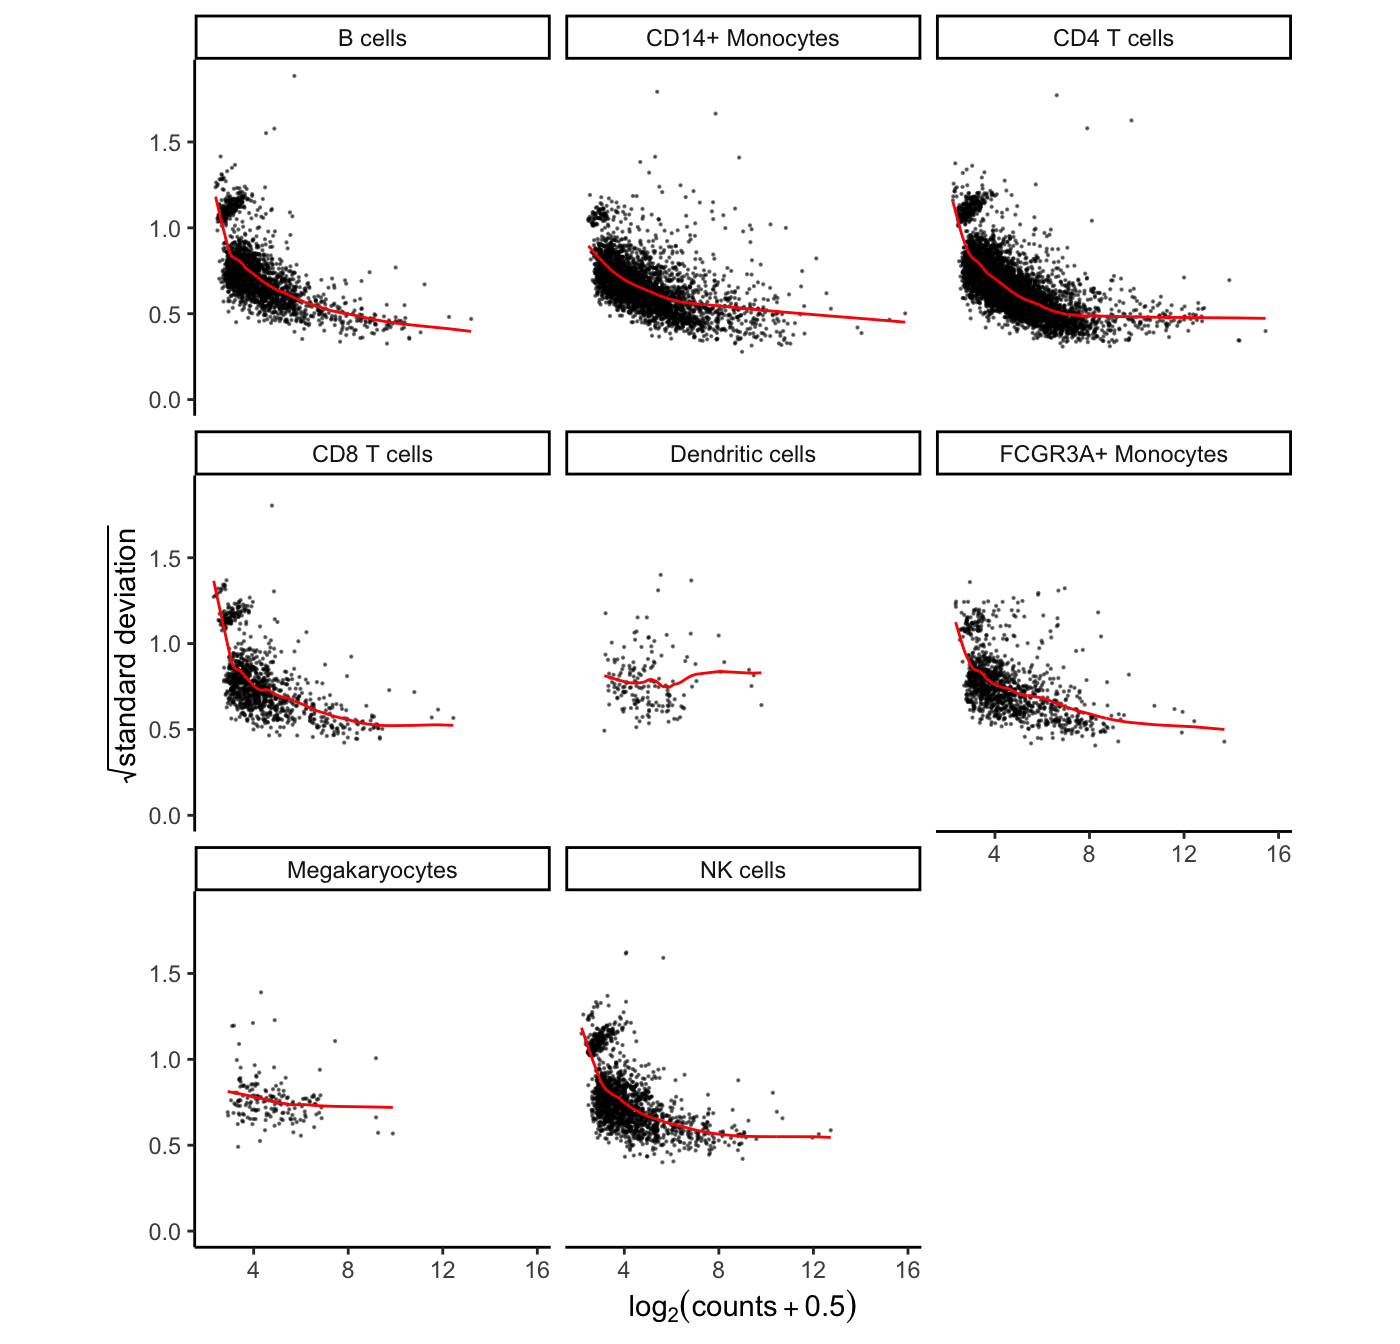 B cells
CD14+ Monocytes
CD4 T cells
1.5
1.0
0.5
0.0
CD8 T cells
Dendritic cells
FCGR3A+ Monocytes
√standard deviation
1.5
1.0
0.5
0.0
4 8 12 16
Megakaryocytes
NK cells
1.5
1.0
0.5
0.0
4 8 12 16
4 8 12 16
log₂(counts + 0.5)